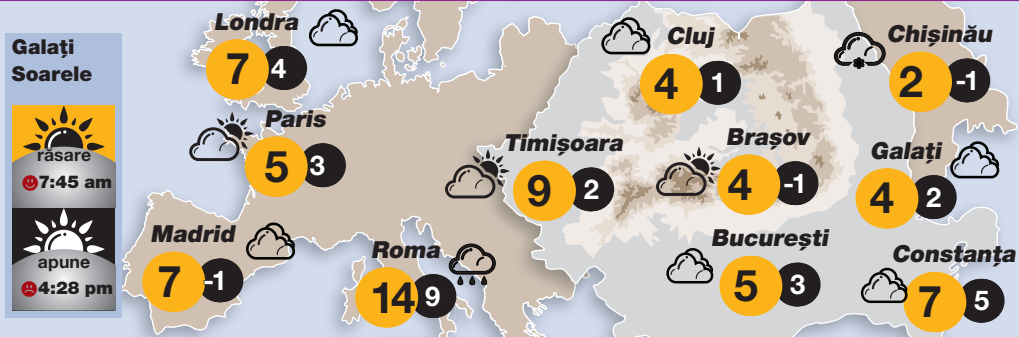 Galați
Soarele
răsare
7:45 am
apune
4:28 pm
Londra
7 4
Paris
5 3
Madrid
7 -1
Roma
14 9
Timișoara
9 2
Cluj
4 1
Brașov
4 -1
București
5 3
Chișinău
2 -1
Galați
4 2
Constanța
7 5